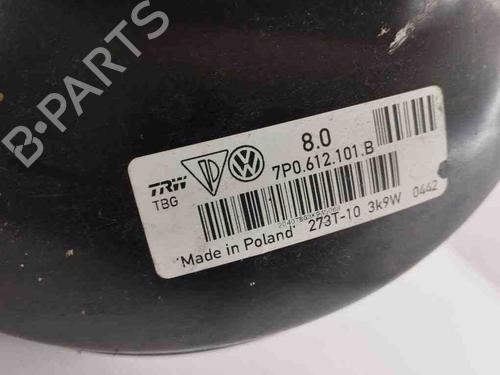 8.0
7P0.612.101.B
TRW
TBG
'Made in Poland' 273T-10 3k9W 0442
B-PARTS